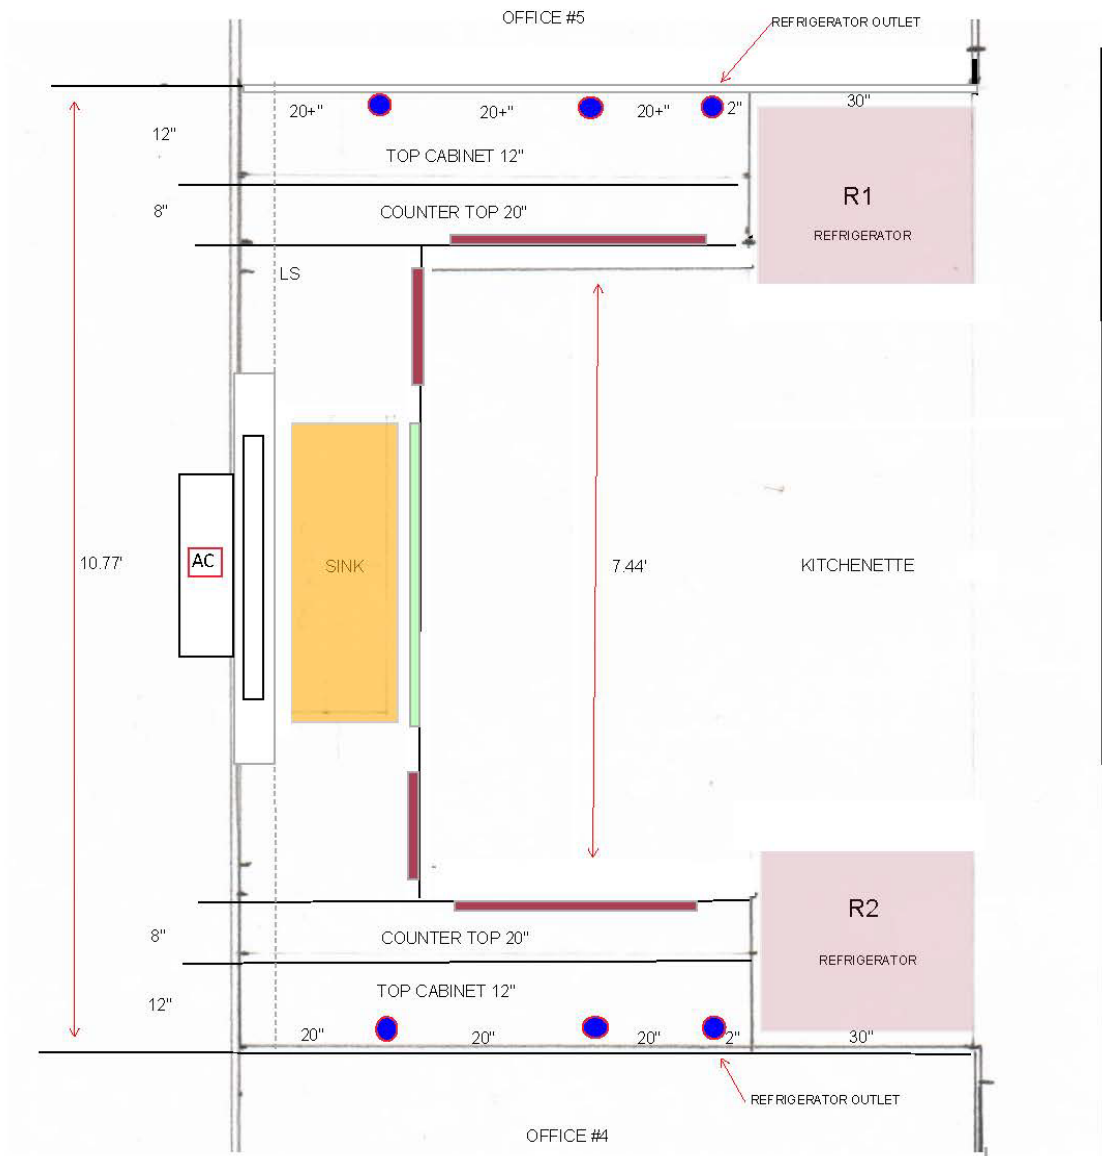 OFFICE #5
REFRIGERATOR OUTLET
20+"
20+"
20+"
2"
30"
12"
TOP CABINET 12"
R1
8"
COUNTER TOP 20"
REFRIGERATOR
LS
10.77'
AC
SINK
7.44'
KITCHENETTE
R2
8"
COUNTER TOP 20"
REFRIGERATOR
TOP CABINET 12"
12"
20"
20"
20"
2"
30"
REFRIGERATOR OUTLET
OFFICE #4